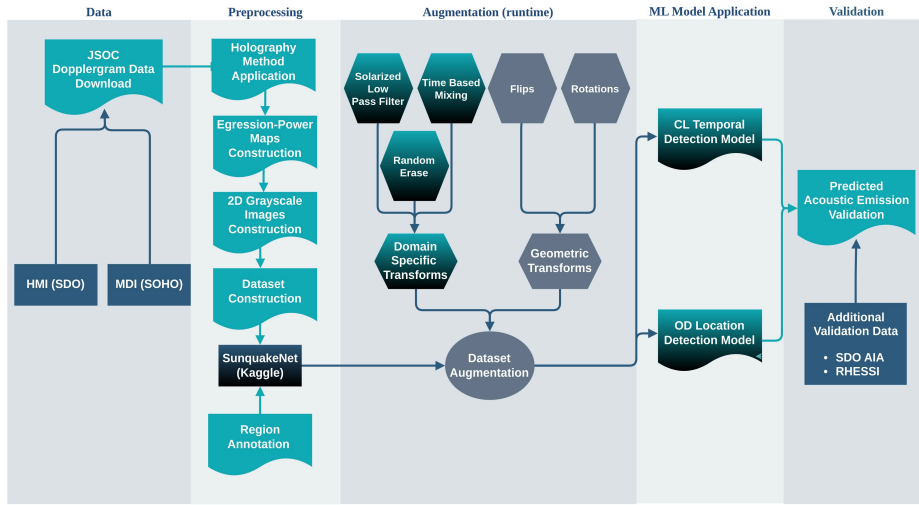 Data
Preprocessing
Augmentation (runtime)
ML Model Application
Validation
JSOC
Dopplergram Data
Download
HMI (SDO)
MDI (SOHO)
Holography
Method
Application
Egression-Power
Maps
Construction
2D Grayscale
Images
Construction
Dataset
Construction
SunquakeNet
(Kaggle)
Region
Annotation
Solarized
Low
Pass Filter
Time Based
Mixing
Flips
Rotations
Random
Erase
Domain
Specific
Transforms
Geometric
Transforms
Dataset
Augmentation
CL Temporal
Detection Model
OD Location
Detection Model
Predicted
Acoustic Emission
Validation
Additional
Validation Data
• SDO AIA
• RHESSI